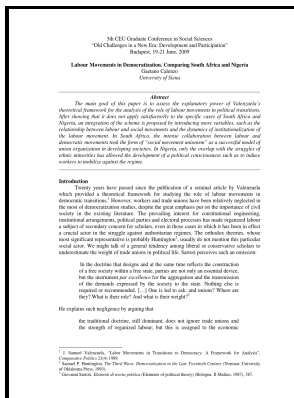 5th CEU Graduate Conference in Social Sciences
"Old Challenges in a New Era: Development and Participation"
Budapest, 19-21 June, 2009
Labour Movements in Democratization. Comparing South Africa and Nigeria
Gaetano Calenzo
University of Siena
Abstract
The main goal of this paper is to assess the explanatory power of Valenzuela's
theoretical framework for the analysis of the role of labour movements in political transitions.
After showing that it does not apply satisfactorily to the specific cases of South Africa and
Nigeria, an integration of the scheme is proposed by introducing more variables, such as the
relationship between labour and social movements and the dynamics of institutionalization of
the labour movement. In South Africa, the intense collaboration between labour and
democratic movements took the form of "social movement unionism" as a successful model of
union organization in developing societies. In Nigeria, only the overlap with the struggles of
ethnic minorities has allowed the development of a political consciousness such as to induce
workers to mobilize against the regime.
Introduction
Twenty years have passed since the publication of a seminal article by Valenzuela
which provided a theoretical framework for studying the role of labour movements in
democratic transitions.1 However, workers and trade unions have been relatively neglected in
the most of democratization studies, despite the great emphasis put on the importance of civil
society in the existing literature. The prevailing interest for constitutional engineering,
institutional arrangements, political parties and electoral processes has made organized labour
a subject of secondary concern for scholars, even in those cases in which it has been in effect
a crucial actor in the struggle against authoritarian regimes. The orthodox theories, whose
most significant representative is probably Huntington2, usually do not mention this particular
social actor. We might talk of a general tendency among liberal or conservative scholars to
underestimate the weight of trade unions in political life. Sartori perceives such an omission:
In the doctrine that designs and at the same time reflects the construction
of a free society within a free state, parties are not only an essential device,
but the instruments par excellence for the aggregation and the transmission
of the demands expressed by the society to the state. Nothing else is
required or recommended. [...] One is led to ask: and unions? Where are
they? What is their role? And what is their weight?3
He explains such negligence by arguing that
the traditional doctrine, still dominant, does not ignore trade unions and
the strength of organized labour; but this is assigned to the economic
1 J. Samuel Valenzuela, "Labor Movements in Transitions to Democracy: A Framework for Analysis",
Comparative Politics 21(4) 1989.
2 Samuel P. Huntington, The Third Wave. Democratization in the Late Twentieth Century (Norman: University
of Oklahoma Press, 1993).
3 Giovanni Sartori, Elementi di teoria politica (Elements of political theory) (Bologna: Il Mulino, 1987), 387.